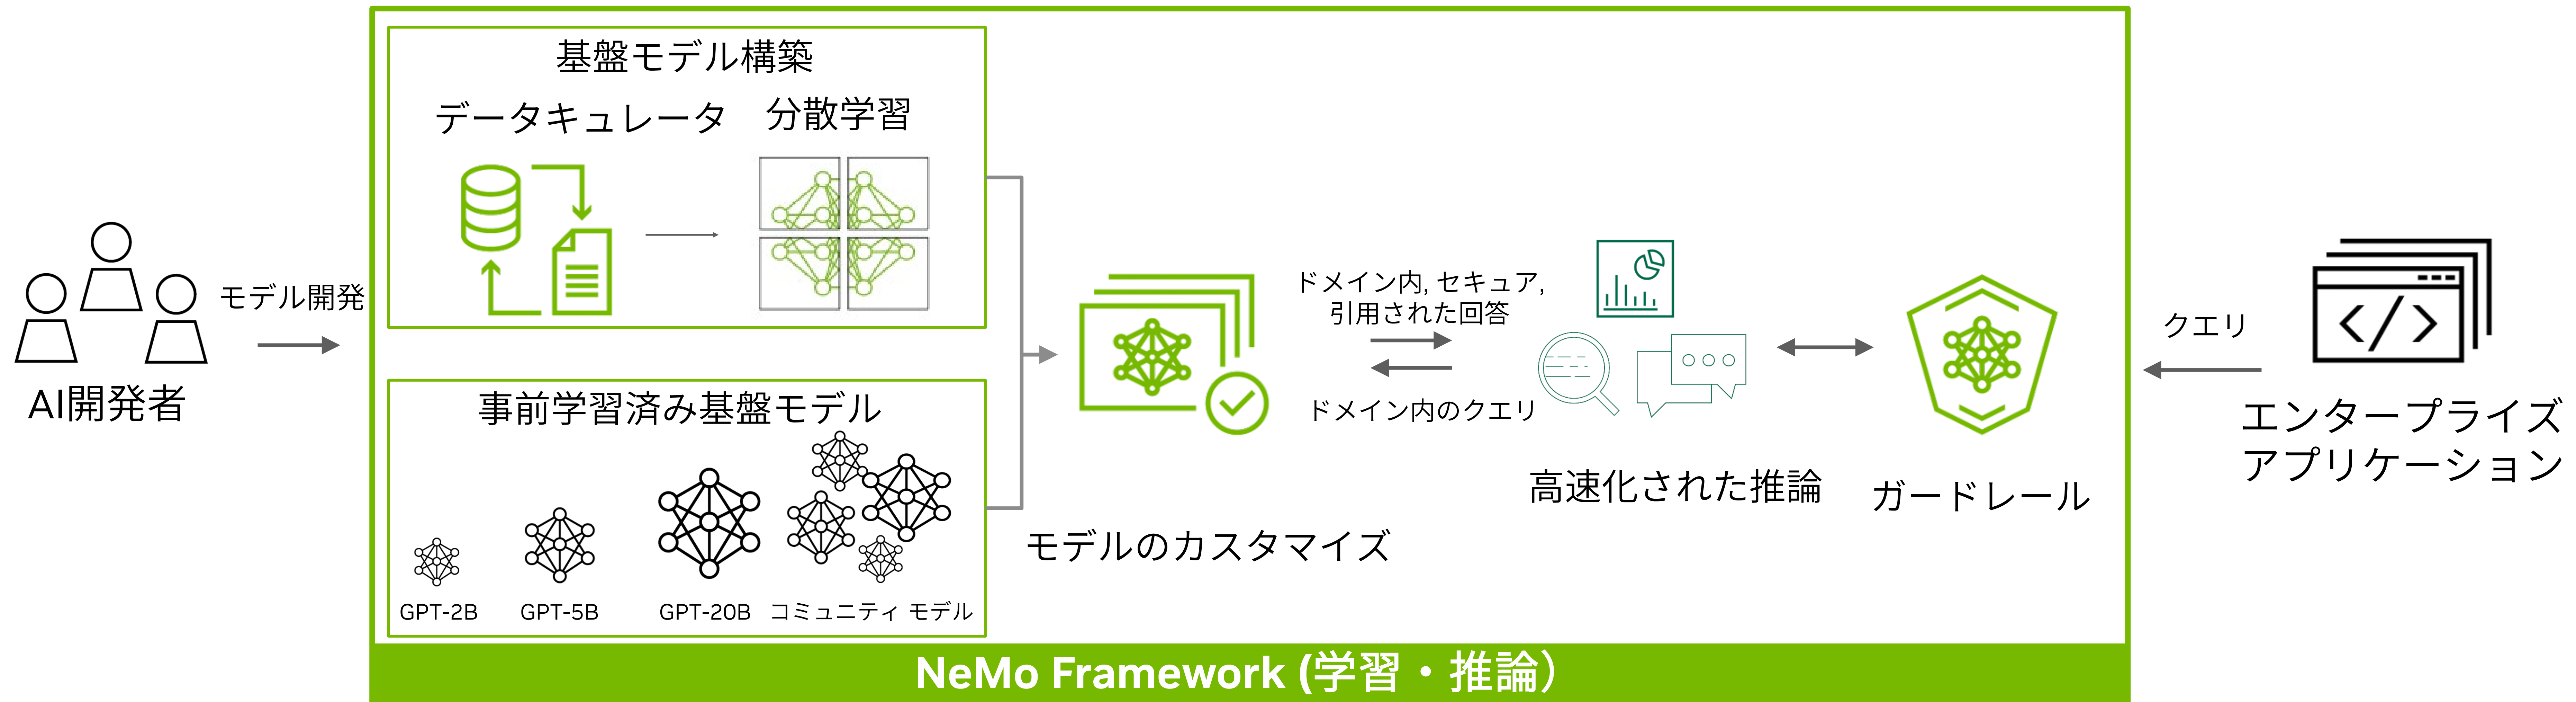 AI開発者
モデル開発
基盤モデル構築
データキュレータ
分散学習
事前学習済み基盤モデル
GPT-2B
GPT-5B
GPT-20B
コミュニティ モデル
モデルのカスタマイズ
ドメイン内, セキュア,
引用された回答
ドメイン内のクエリ
高速化された推論
ガードレール
クエリ
エンタープライズ
アプリケーション
NeMo Framework (学習・推論）